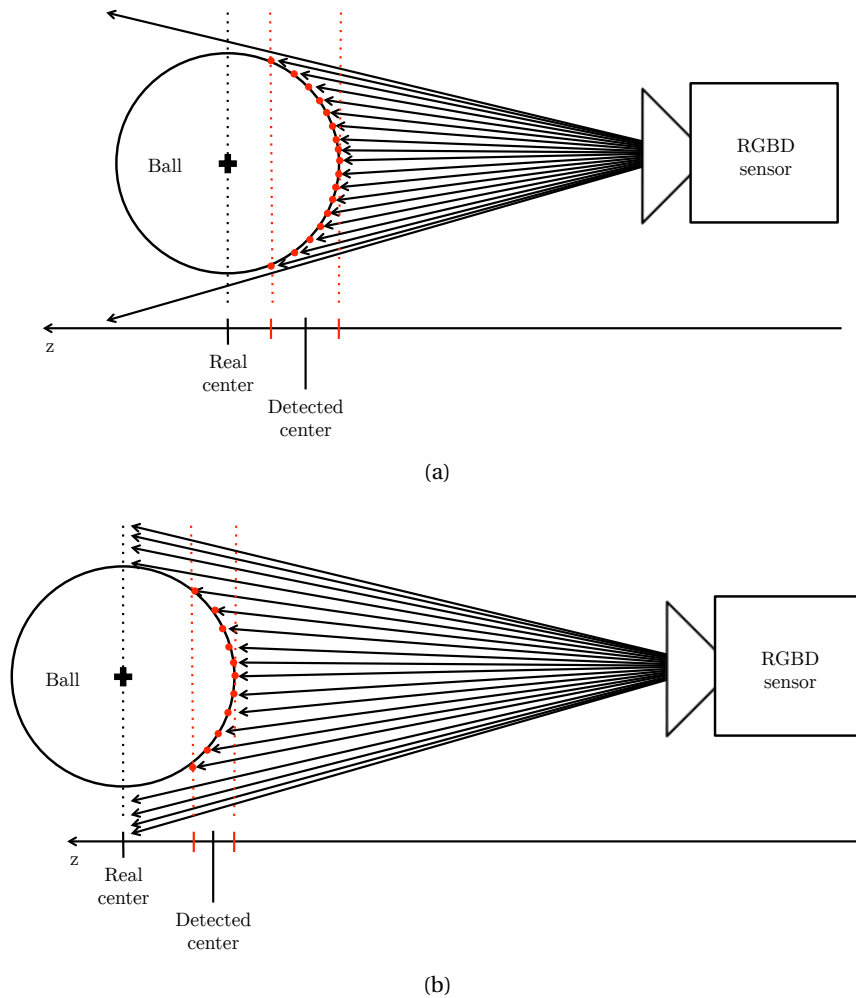 Ball
RGBD
sensor
z
Real
center
Detected
center
(a)
Ball
RGBD
sensor
z
Real
center
Detected
center
(b)